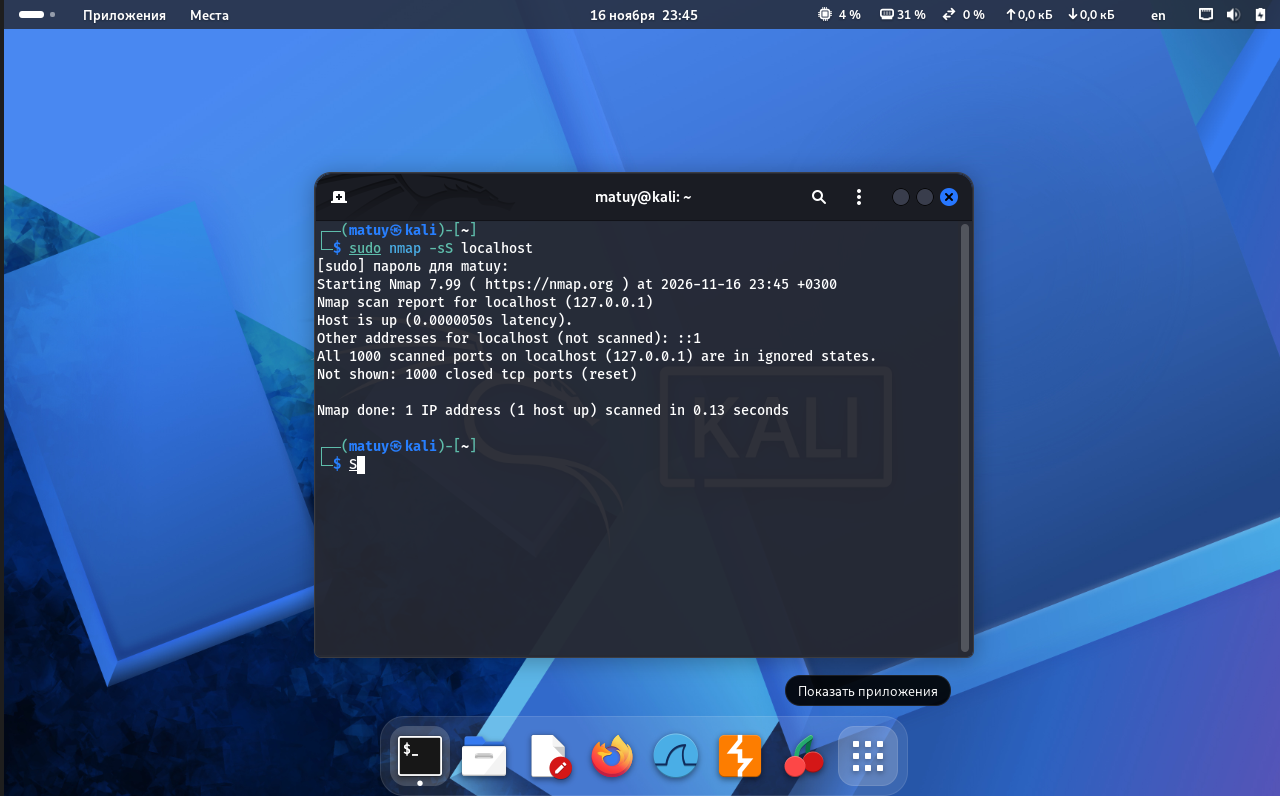 Приложения Места 16 ноября 23:45 4 % 31 % 0 % ↑0,0 кБ ↓0,0 кБ en
matuy@kali: ~
┌──(matuy㉿kali)-[~]
└─$ sudo nmap -sS localhost
[sudo] пароль для matuy:
Starting Nmap 7.99 ( https://nmap.org ) at 2026-11-16 23:45 +0300
Nmap scan report for localhost (127.0.0.1)
Host is up (0.0000050s latency).
Other addresses for localhost (not scanned): ::1
All 1000 scanned ports on localhost (127.0.0.1) are in ignored states.
Not shown: 1000 closed tcp ports (reset)
Nmap done: 1 IP address (1 host up) scanned in 0.13 seconds
┌──(matuy㉿kali)-[~]
└─$ S
KALI
Показать приложения
$_